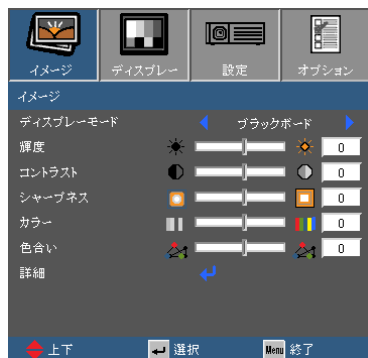 イメージ ディスプレー 設定 オプション
イメージ
ディスプレーモード ブラックボード
輝度 0
コントラスト 0
シャープネス 0
カラー 0
色合い 0
詳細
上下 選択 Menu 終了